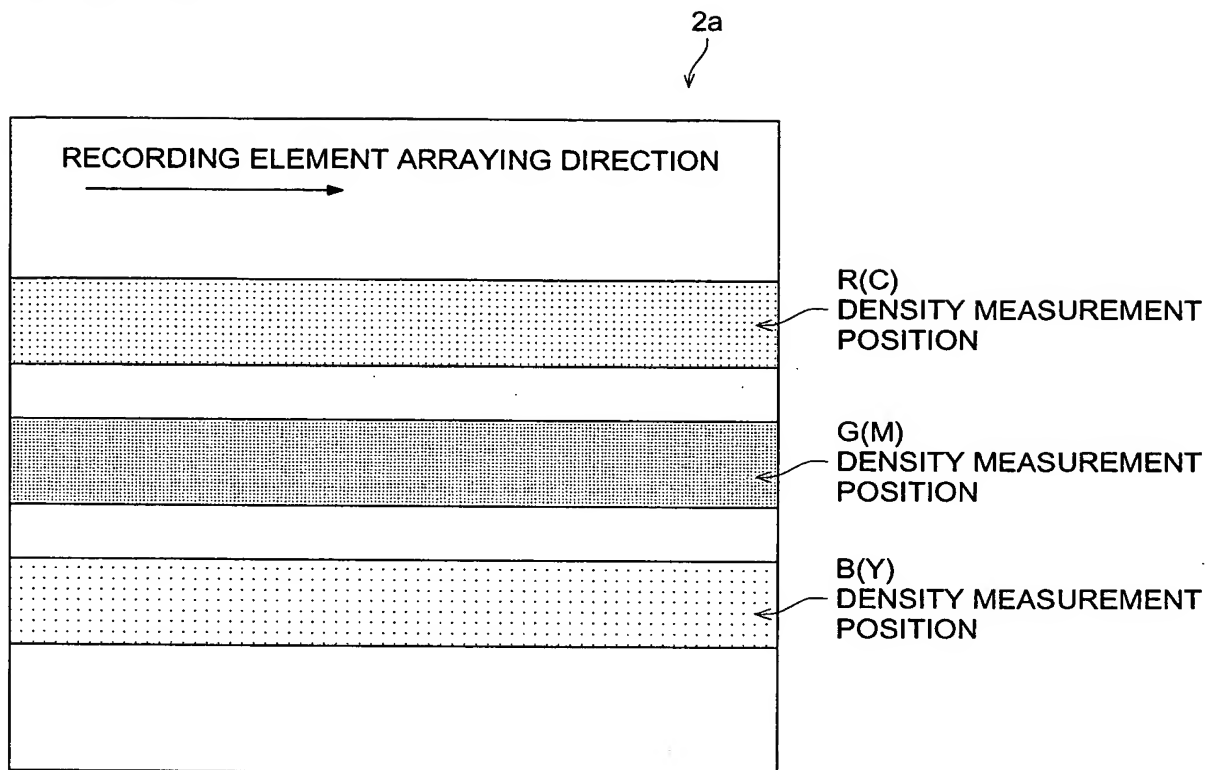 2a
RECORDING ELEMENT ARRAYING DIRECTION
R(C)
DENSITY MEASUREMENT
POSITION
G(M)
DENSITY MEASUREMENT
POSITION
B(Y)
DENSITY MEASUREMENT
POSITION